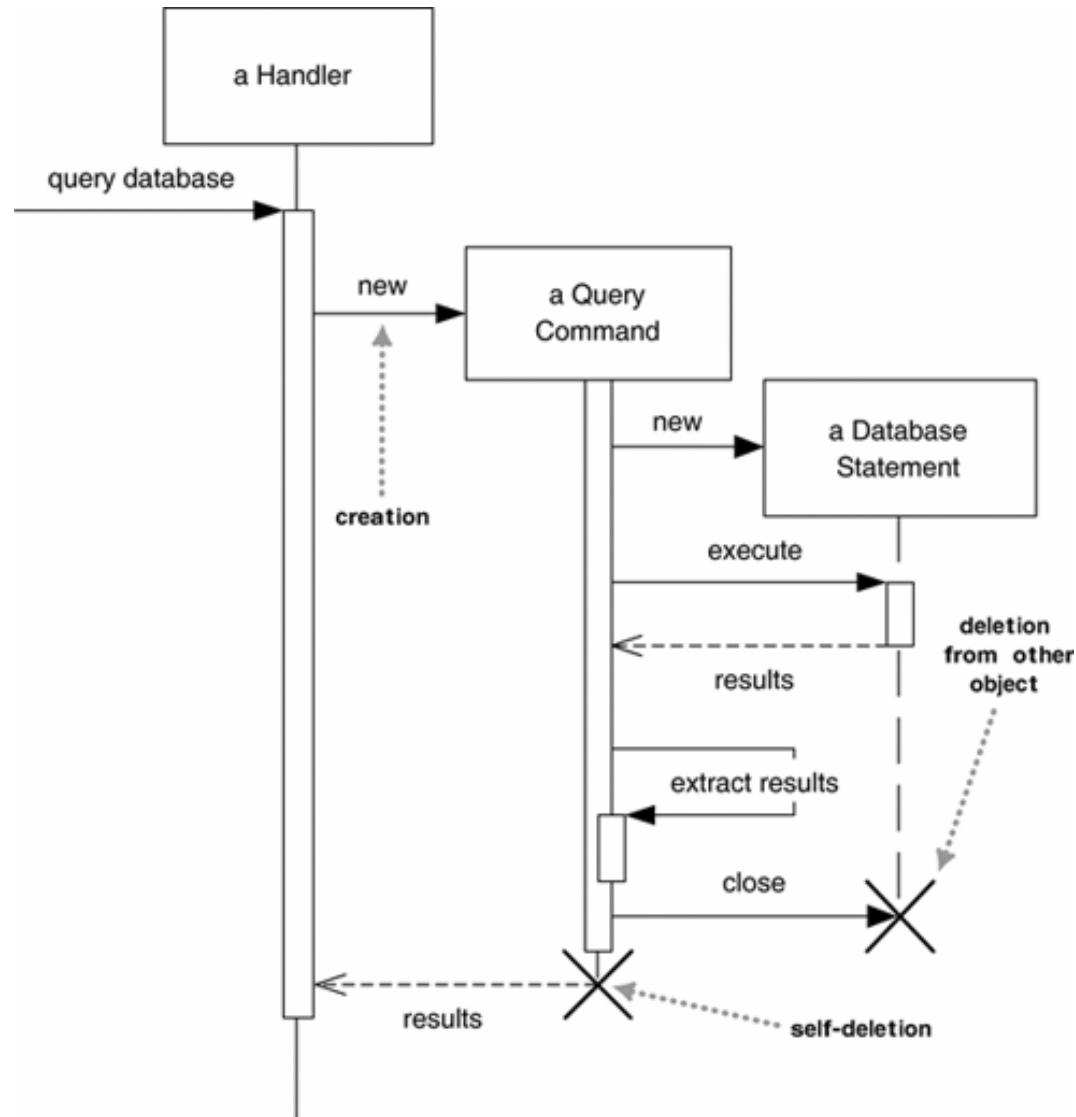 a Handler
query database
new
a Query
Command
new
a Database
Statement
creation
execute
deletion
from other
object
results
extract results
close
results
self-deletion